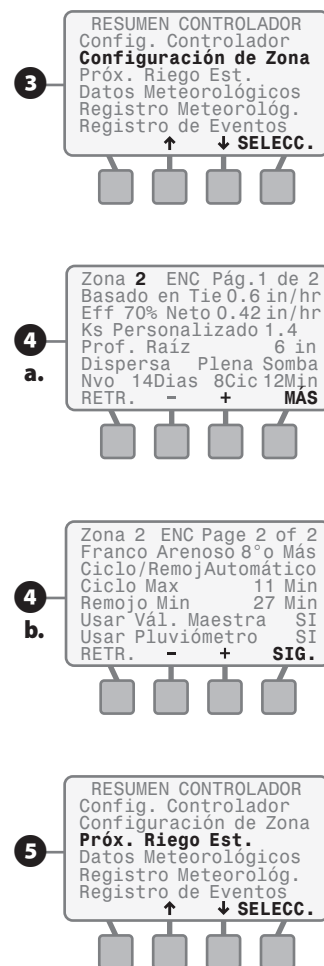 3
RESUMEN CONTROLADOR
Config. Controlador
Configuración de Zona
Próx. Riego Est.
Datos Meteorológicos
Registro Meteorológ.
Registro de Eventos
↑ ↓ SELECC.
4
a.
Zona 2 ENC Pág.1 de 2
Basado en Tie 0.6 in/hr
Eff 70% Neto 0.42 in/hr
Ks Personalizado 1.4
Prof. Raíz 6 in
Dispersa Plena Somba
Nvo 14Dias 8Cic 12Min
RETR. - + MÁS
4
b.
Zona 2 ENC Page 2 of 2
Franco Arenoso 8°o Más
Ciclo/RemojAutomático
Ciclo Max 11 Min
Remojo Min 27 Min
Usar Vál. Maestra SI
Usar Pluviómetro SI
RETR. - + SIG.
5
RESUMEN CONTROLADOR
Config. Controlador
Configuración de Zona
Próx. Riego Est.
Datos Meteorológicos
Registro Meteorológ.
Registro de Eventos
↑ ↓ SELECC.